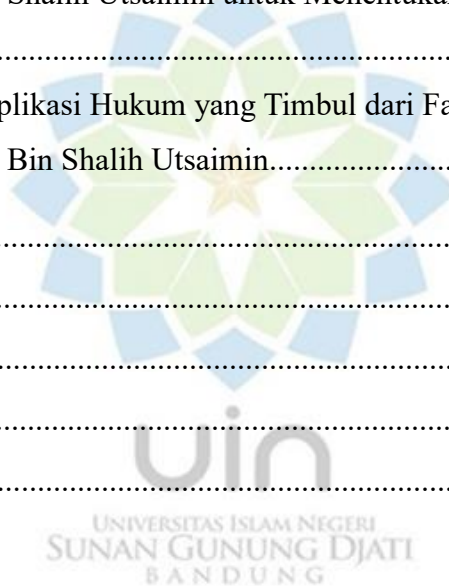 Shalih Utsaimin untuk Menentukan
....................................................
plikasi Hukum yang Timbul dari Fa
Bin Shalih Utsaimin......................
....................................................
....................................................
....................................................
....................................................
....................................................
uin
UNIVERSITAS ISLAM NEGERI
SUNAN GUNUNG DJATI
BANDUNG